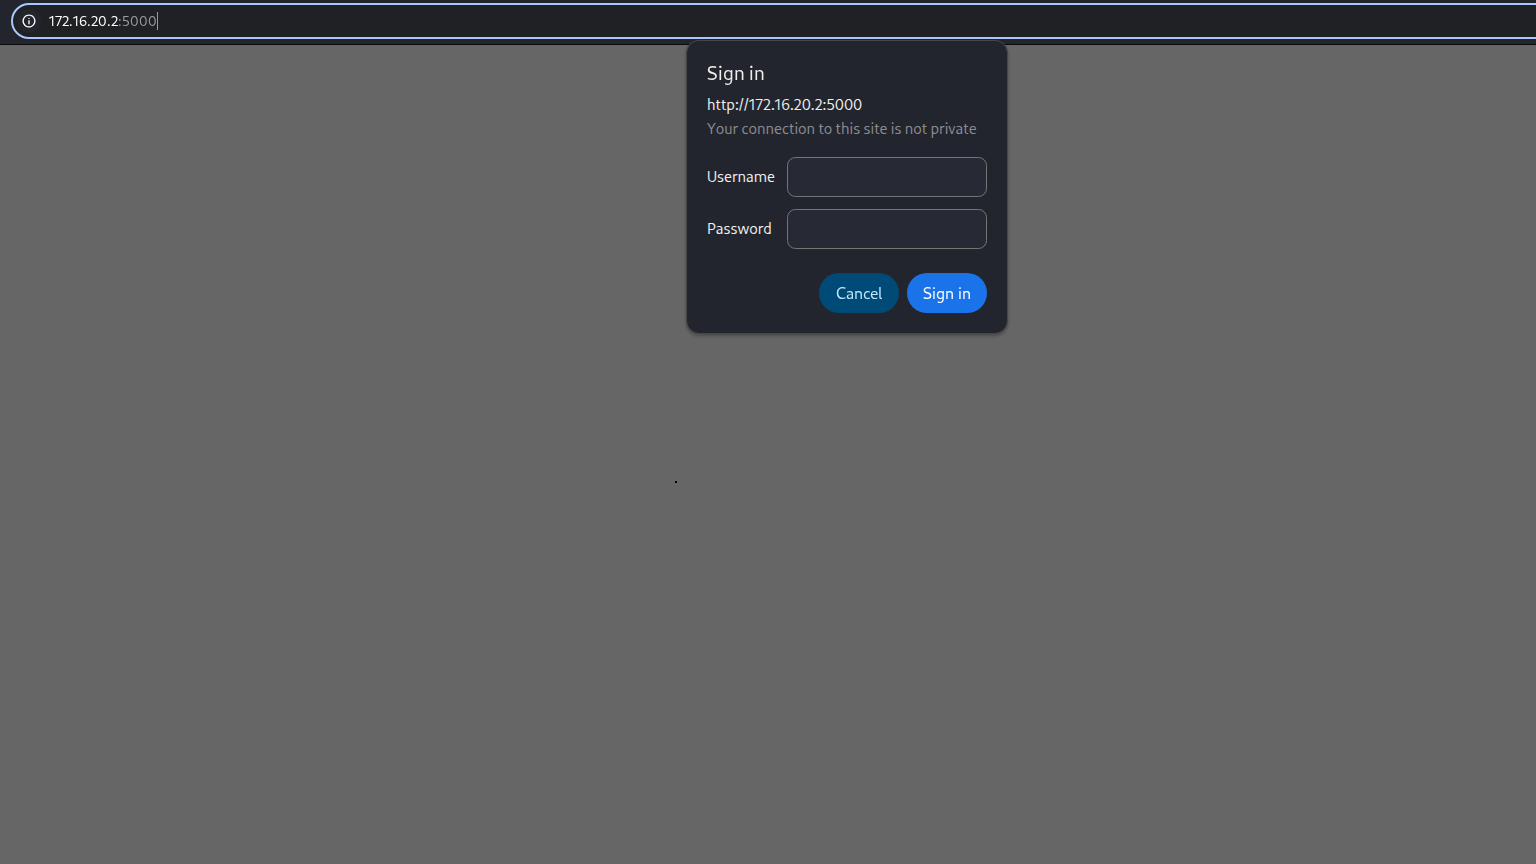 172.16.20.2:5000
Sign in
http://172.16.20.2:5000
Your connection to this site is not private
Username
Password
Cancel Sign in